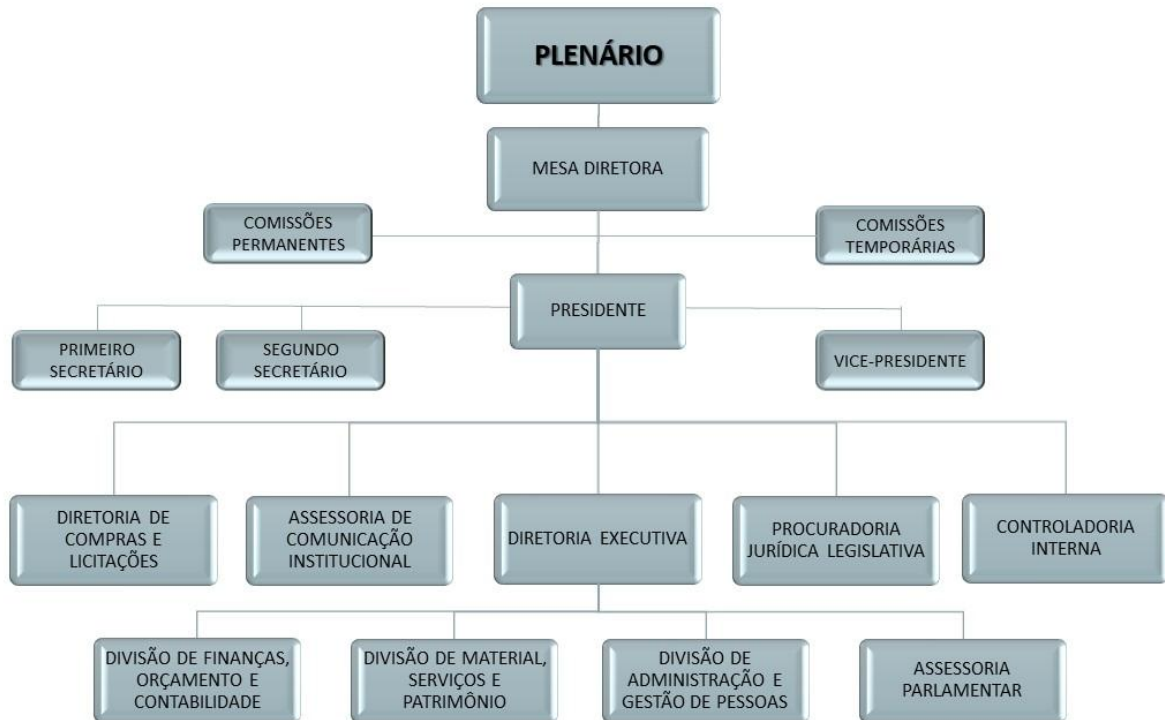 PLENÁRIO
MESA DIRETORA
COMISSÕES
PERMANENTES
COMISSÕES
TEMPORÁRIAS
PRESIDENTE
PRIMEIRO
SECRETÁRIO
SEGUNDO
SECRETÁRIO
VICE-PRESIDENTE
DIRETORIA DE
COMPRAS E
LICITAÇÕES
ASSESSORIA DE
COMUNICAÇÃO
INSTITUCIONAL
DIRETORIA EXECUTIVA
PROCURADORIA
JURÍDICA LEGISLATIVA
CONTROLADORIA
INTERNA
DIVISÃO DE FINANÇAS,
ORÇAMENTO E
CONTABILIDADE
DIVISÃO DE MATERIAL,
SERVIÇOS E
PATRIMÔNIO
DIVISÃO DE
ADMINISTRAÇÃO E
GESTÃO DE PESSOAS
ASSESSORIA
PARLAMENTAR